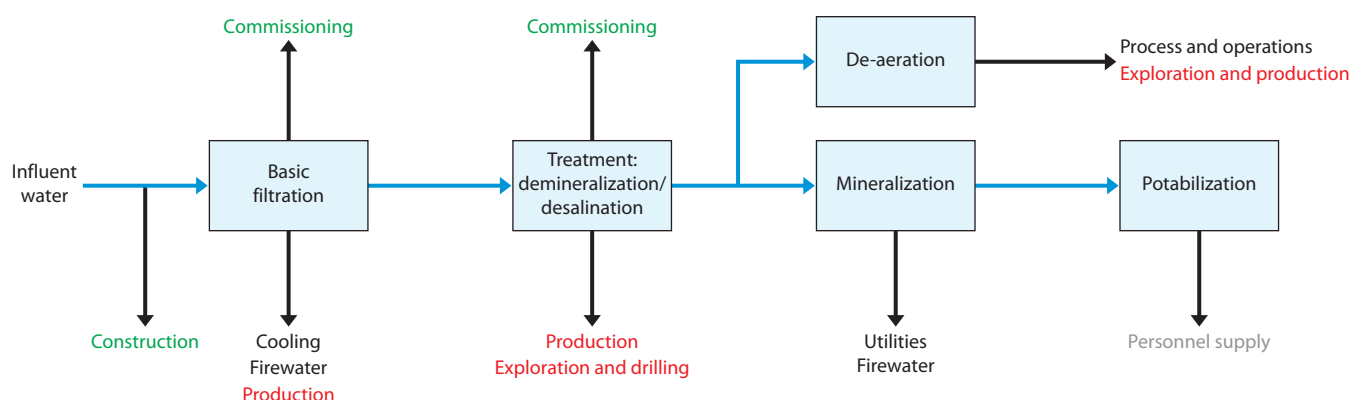 Commissioning
Commissioning
De-aeration
Process and operations
Exploration and production
Influent
water
Basic
filtration
Treatment:
demineralization/
desalination
Mineralization
Potabilization
Construction
Cooling
Firewater
Production
Production
Exploration and drilling
Utilities
Firewater
Personnel supply